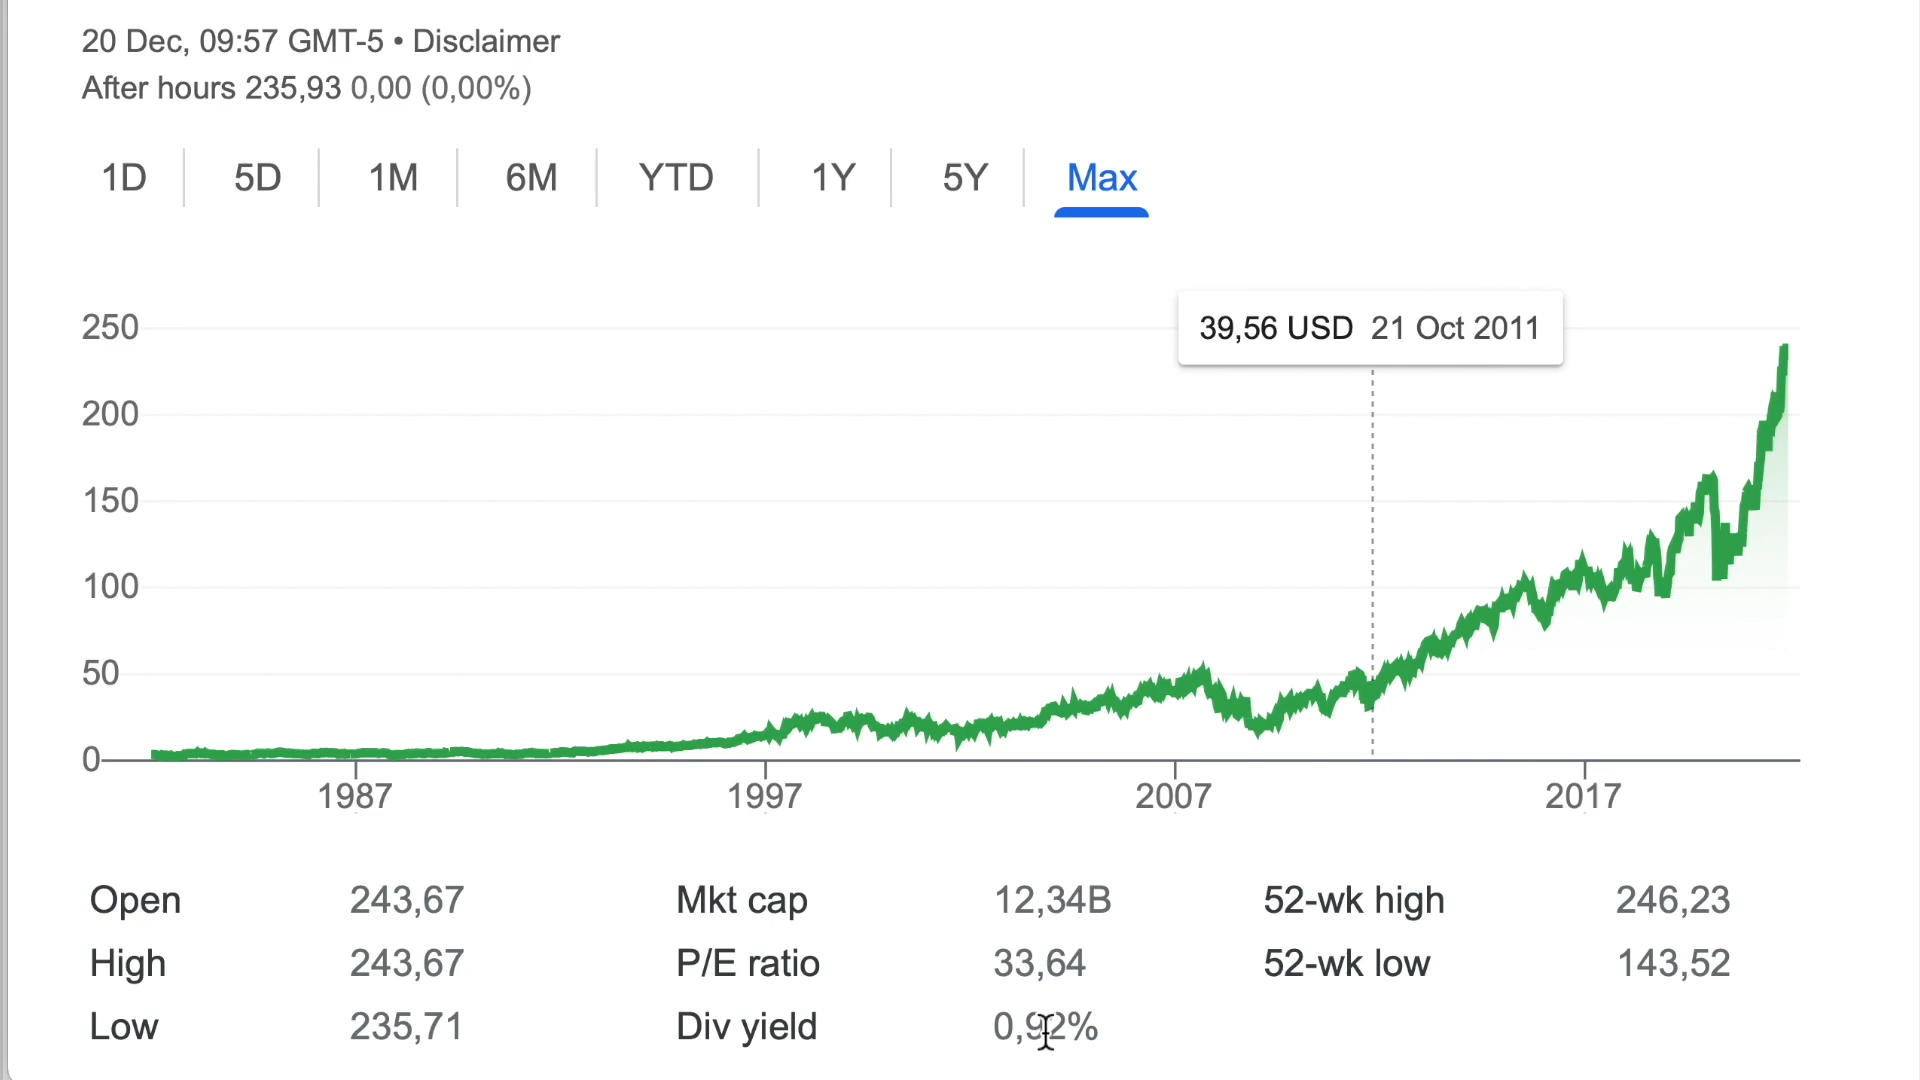 20 Dec, 09:57 GMT-5 • Disclaimer
After hours 235,93 0,00 (0,00%)
1D 5D 1M 6M YTD 1Y 5Y Max
39,56 USD 21 Oct 2011
250
200
150
100
50
0
1987 1997 2007 2017
Open 243,67 Mkt cap 12,34B 52-wk high 246,23
High 243,67 P/E ratio 33,64 52-wk low 143,52
Low 235,71 Div yield 0,92%